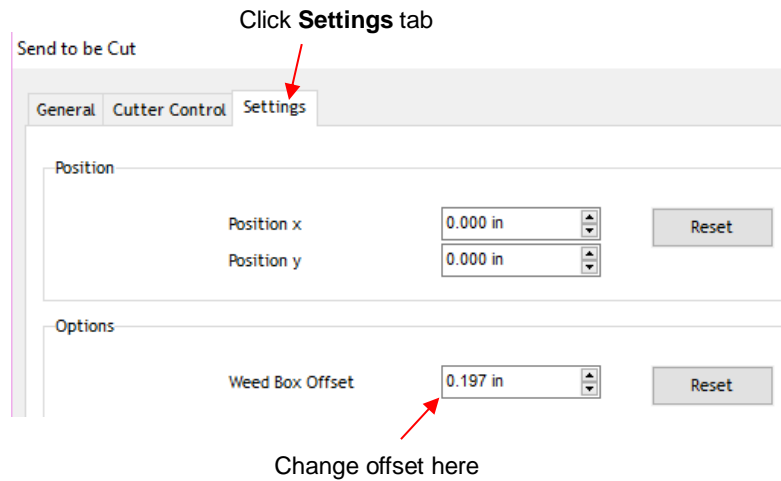 Click Settings tab
Send to be Cut
General Cutter Control Settings
Position
Position x 0.000 in Reset
Position y 0.000 in
Options
Weed Box Offset 0.197 in Reset
Change offset here